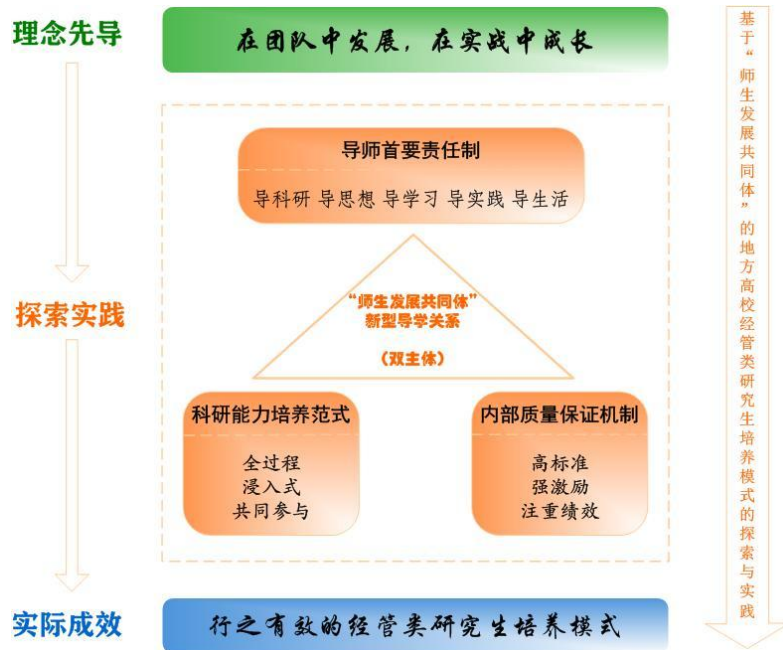 理念先导
在团队中发展，在实战中成长
导师首要责任制
导科研 导思想 导学习 导实践 导生活
探索实践
“师生发展共同体”
新型导学关系
（双主体）
科研能力培养范式
全过程
浸入式
共同参与
内部质量保证机制
高标准
强激励
注重绩效
实际成效
行之有效的经管类研究生培养模式
基于“师生发展共同体”的地方高校经管类研究生培养模式的探索与实践